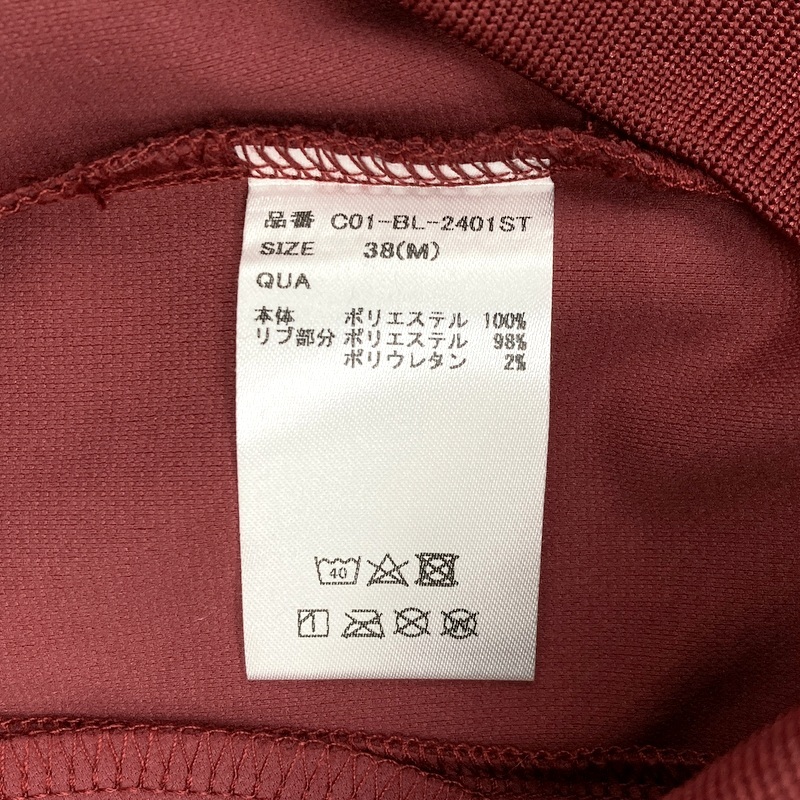 品番 C01-BL-2401ST
SIZE 38(M)
QUA
本体 ポリエステル 100%
リブ部分 ポリエステル 98%
ポリウレタン 2%
40